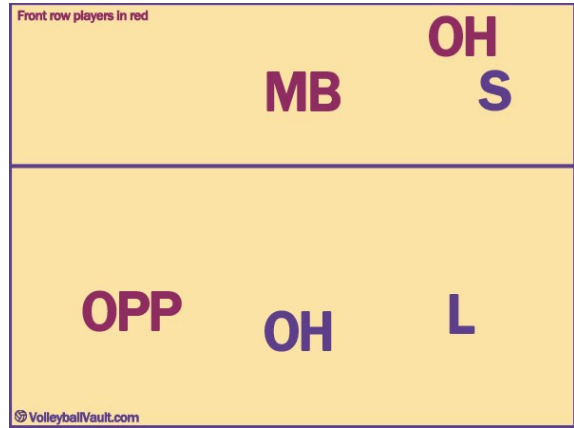 Front row players in red
OH
MB
S
OPP
OH
L
VolleyballVault.com